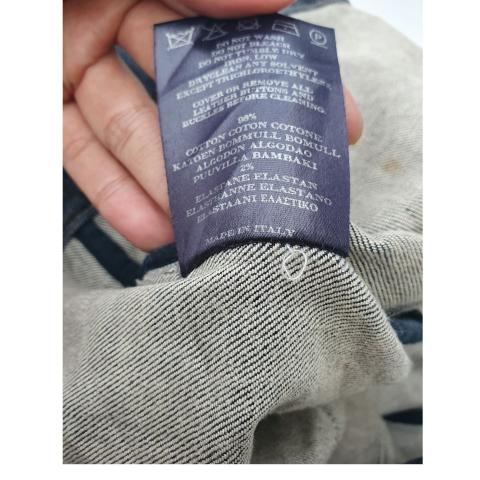 P
DO NOT WASH
DO NOT BLEACH
DO NOT TUMBLE DRY
IRON, LOW
DRYCLEAN ANY SOLVENT
EXCEPT TRICHLOROETHYLENE
COVER OR REMOVE ALL
LEATHER BUTTONS AND
BUCKLES BEFORE CLEANING.
98%
COTTON COTON COTONE
KATOEN BOMMULL BOMULL
ALGODON ALGODAO
PUUVILLA BAMBAKI
2%
ELASTANE ELASTAN
ELASTHANNE ELASTANO
ELASTAANI ΕΛΑΣΤΙΚΟ
MADE IN ITALY